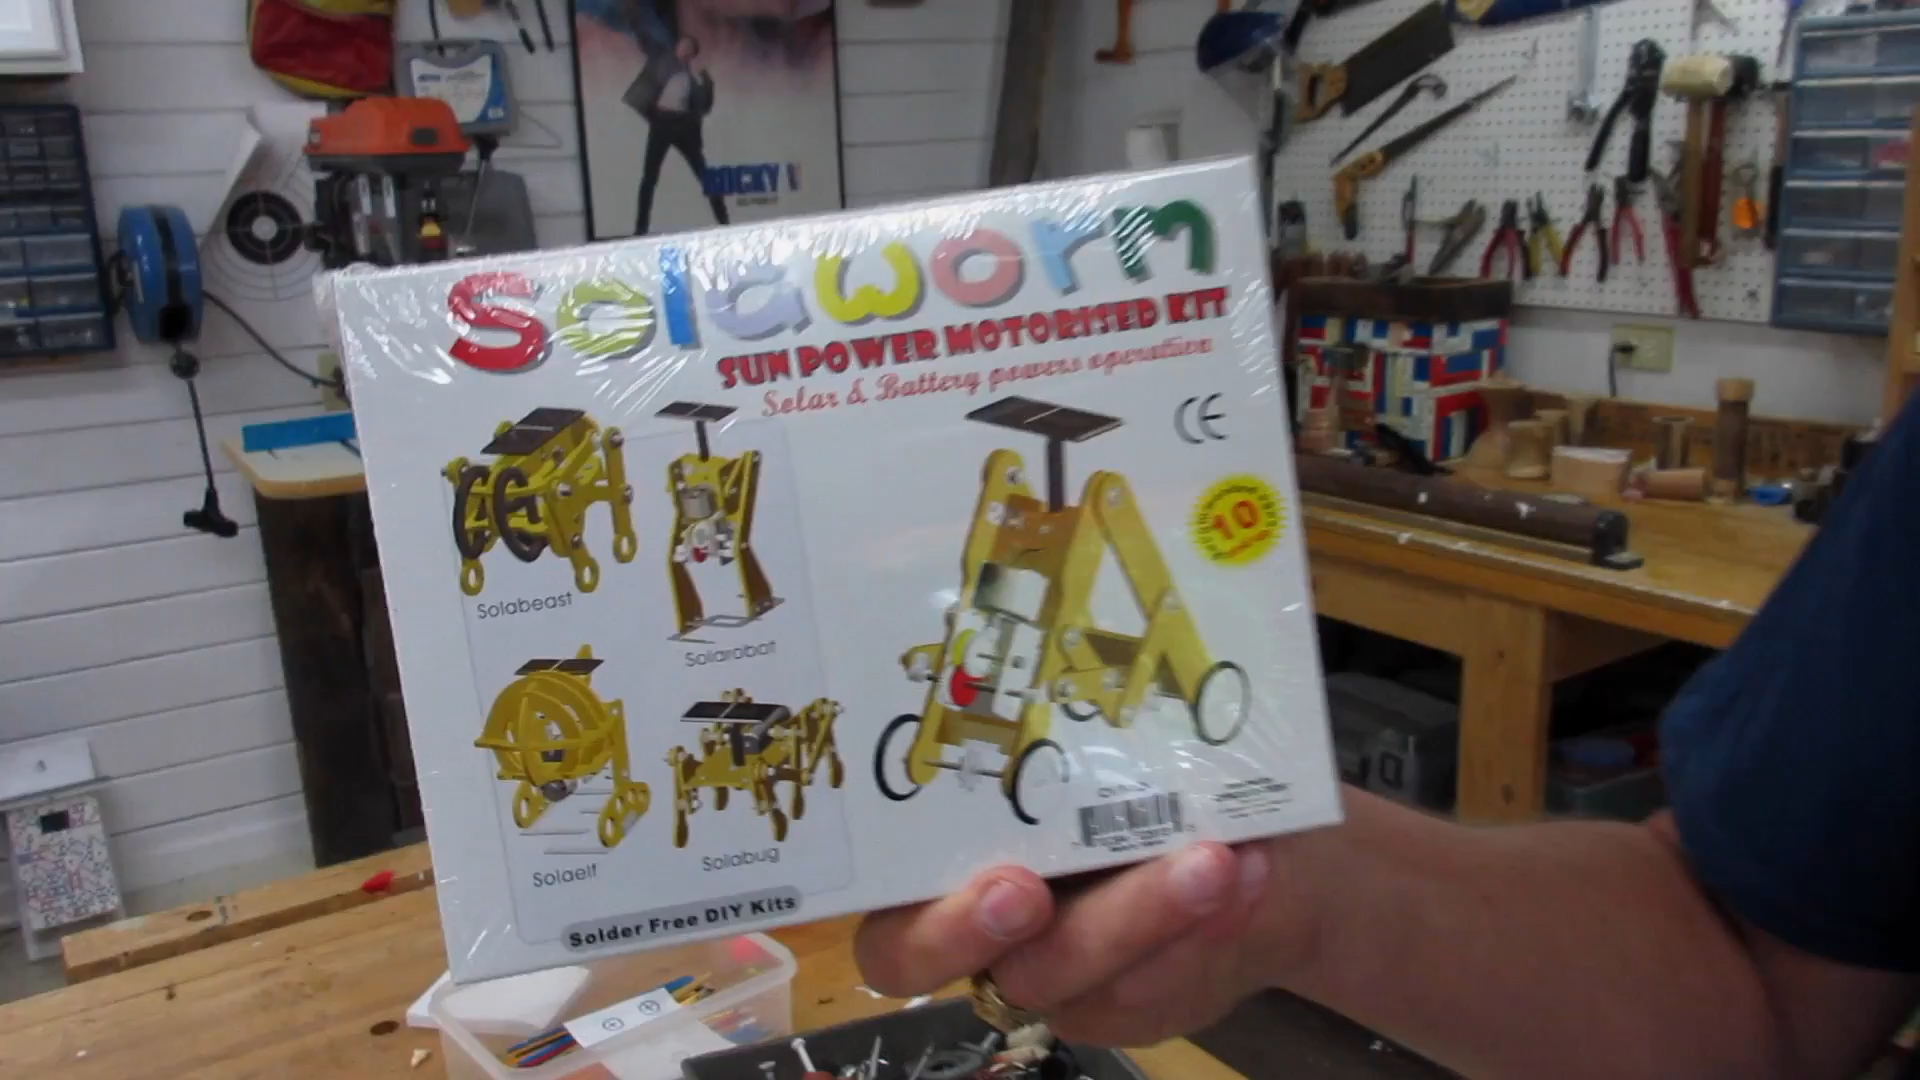 ROCKY
Solaworm
SUN POWER MOTORISED KIT
Solar & Battery powers operation
CE
10
Solabeast
Solarobot
Solaelf
Solabug
Solder Free DIY Kits